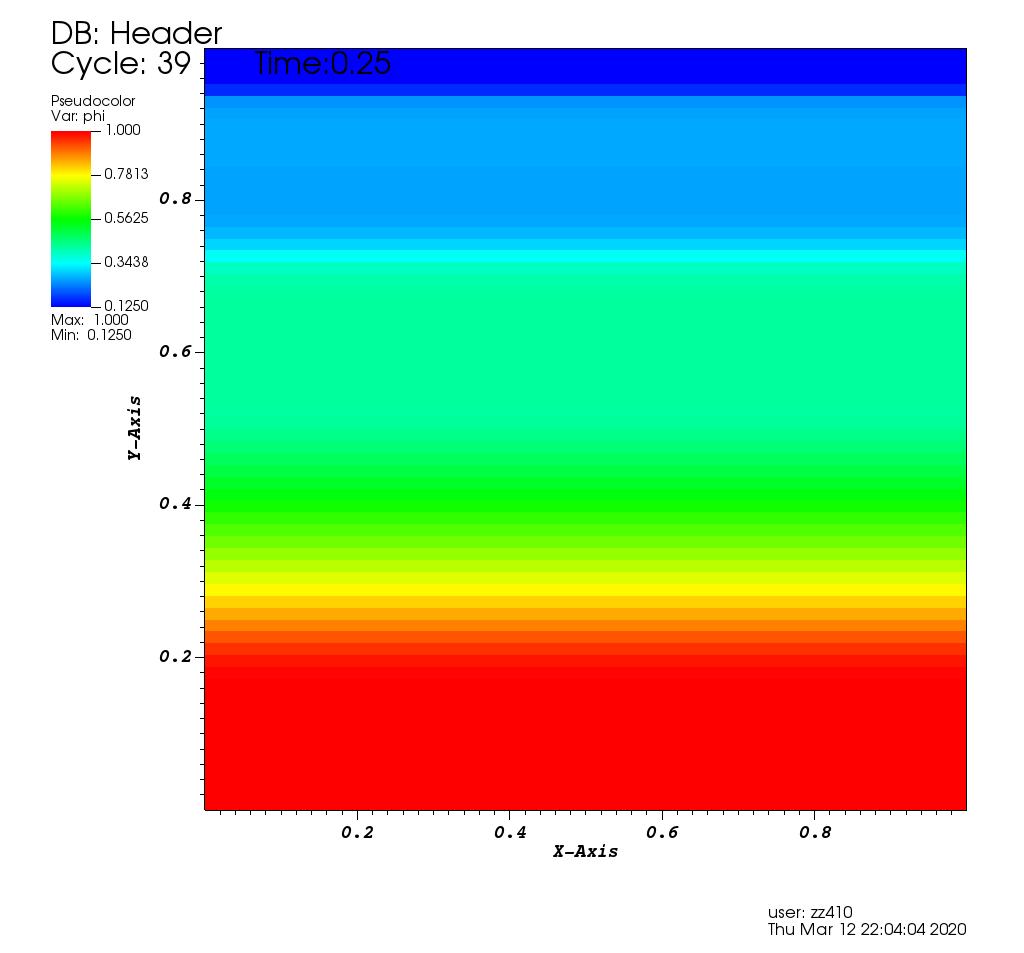 DB: Header
Cycle: 39 Time:0.25
Pseudocolor
Var: phi
1.000
0.7813
0.5625
0.3438
0.1250
Max: 1.000
Min: 0.1250
0.8
0.6
0.4
0.2
Y-Axis
0.2 0.4 0.6 0.8
X-Axis
user: zz410
Thu Mar 12 22:04:04 2020